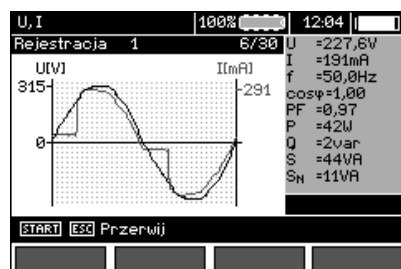 U,I 100% 12:04
Rejestracja 1 6/30
U[V] I[mA]
315 291
0
U =227,6V
I =191mA
f =50,0Hz
cosφ=1,00
PF =0,97
P =42W
Q =2var
S =44VA
SN =11VA
START ESC Przerwij